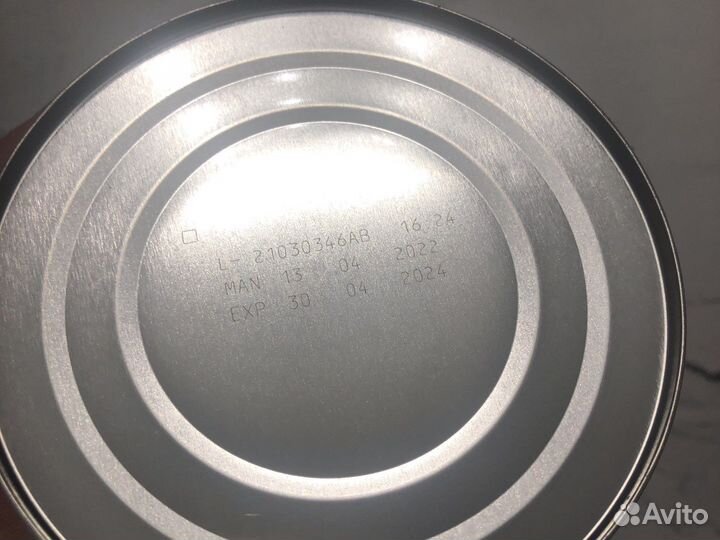 □ L- 21030346AB 16 24
MAN 13 04 2022
EXP 30 04 2024
Avito